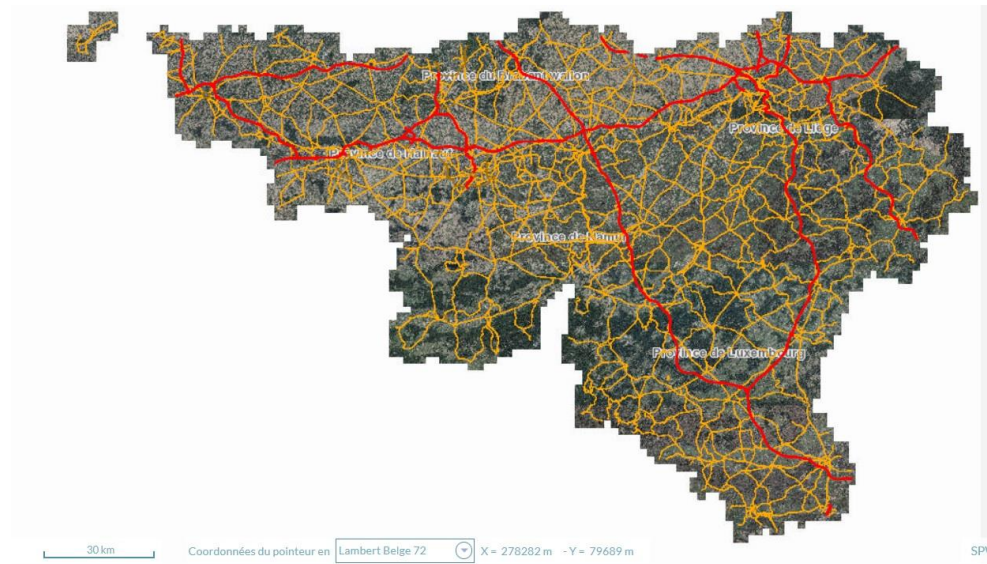 Province du Brabant wallon
Province de Liège
Province de Hainaut
Province de Namur
Province de Luxembourg
30 km
Coordonnées du pointeur en Lambert Belge 72 X = 278282 m - Y = 79689 m
SPW